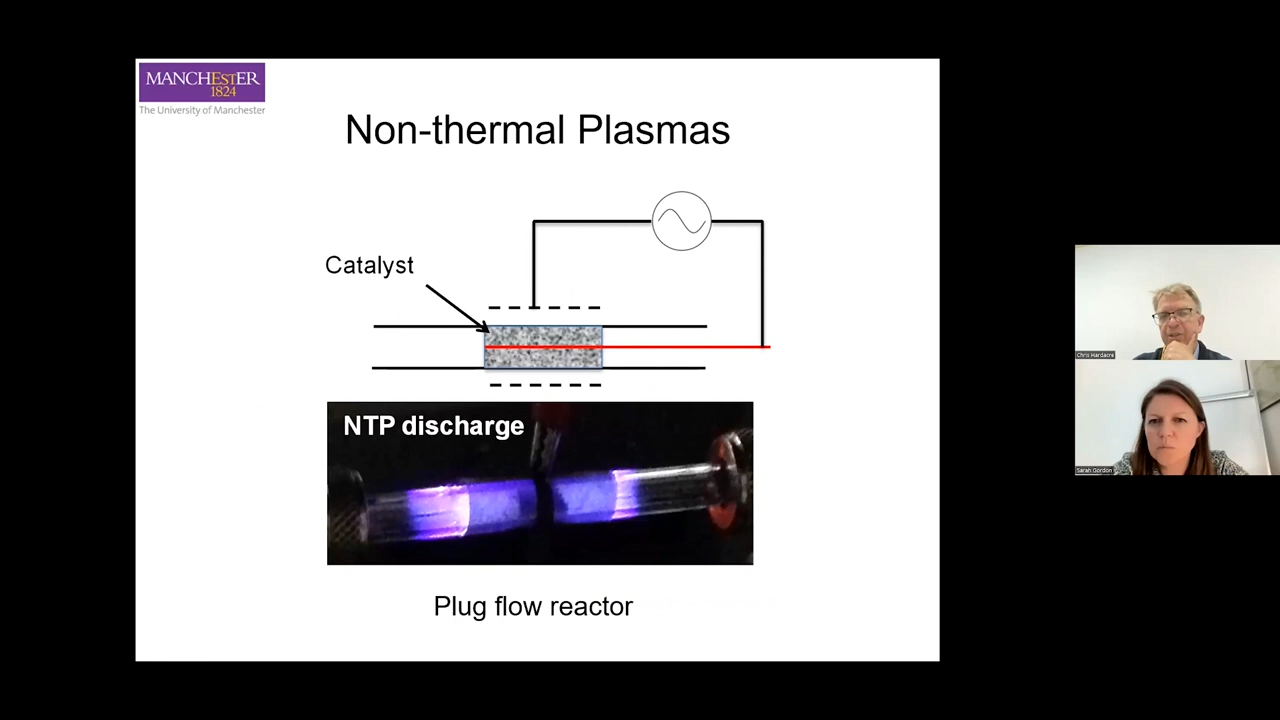 MANCHESTER
1824
The University of Manchester
Non-thermal Plasmas
Catalyst
NTP discharge
Plug flow reactor
Chris Hardacre
Sarah Gordon